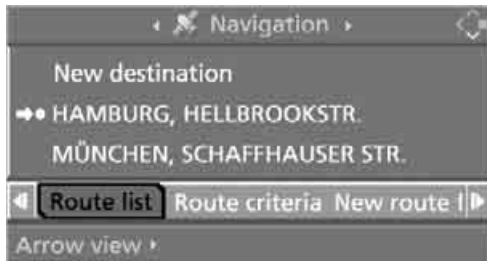 Navigation
New destination
HAMBURG, HELLBROOKSTR.
MÜNCHEN, SCHAFFHAUSER STR.
Route list Route criteria New route
Arrow view